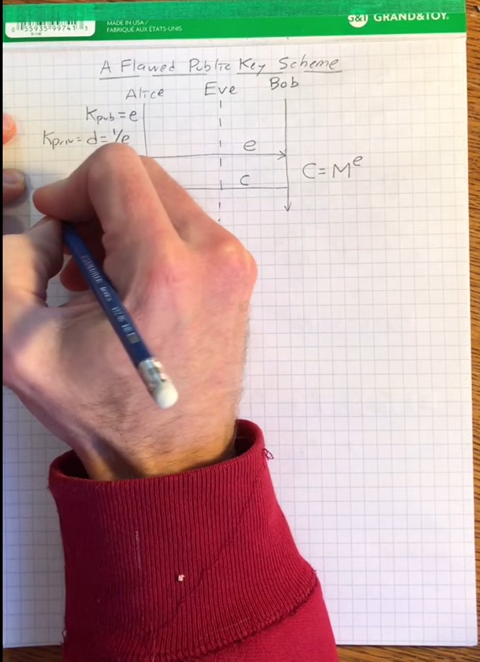 MADE IN USA /
FABRIQUÉ AUX ÉTATS-UNIS
G&T GRAND&TOY.
A Flawed Public Key Scheme
Alice Eve Bob
Kpub = e
Kpriv = d = 1/e
e
C = M^e
C